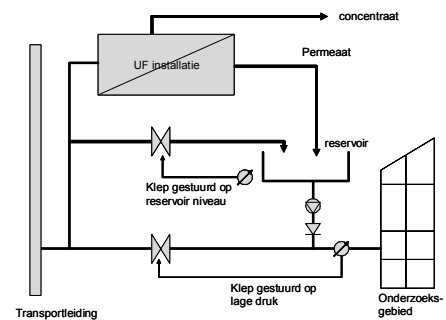 concentraat
UF installatie
Permeaat
reservoir
Klep gestuurd op
reservoir niveau
Klep gestuurd op
lage druk
Transportleiding
Onderzoeks-
gebied